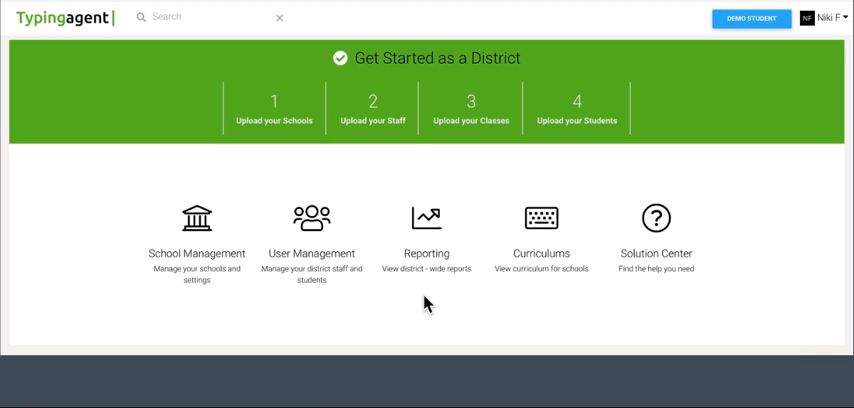 Typingagent
Search
DEMO STUDENT
NF
Niki F
Get Started as a District
1
Upload your Schools
2
Upload your Staff
3
Upload your Classes
4
Upload your Students
School Management
Manage your schools and
settings
User Management
Manage your district staff and
students
Reporting
View district - wide reports
Curriculums
View curriculum for schools
Solution Center
Find the help you need